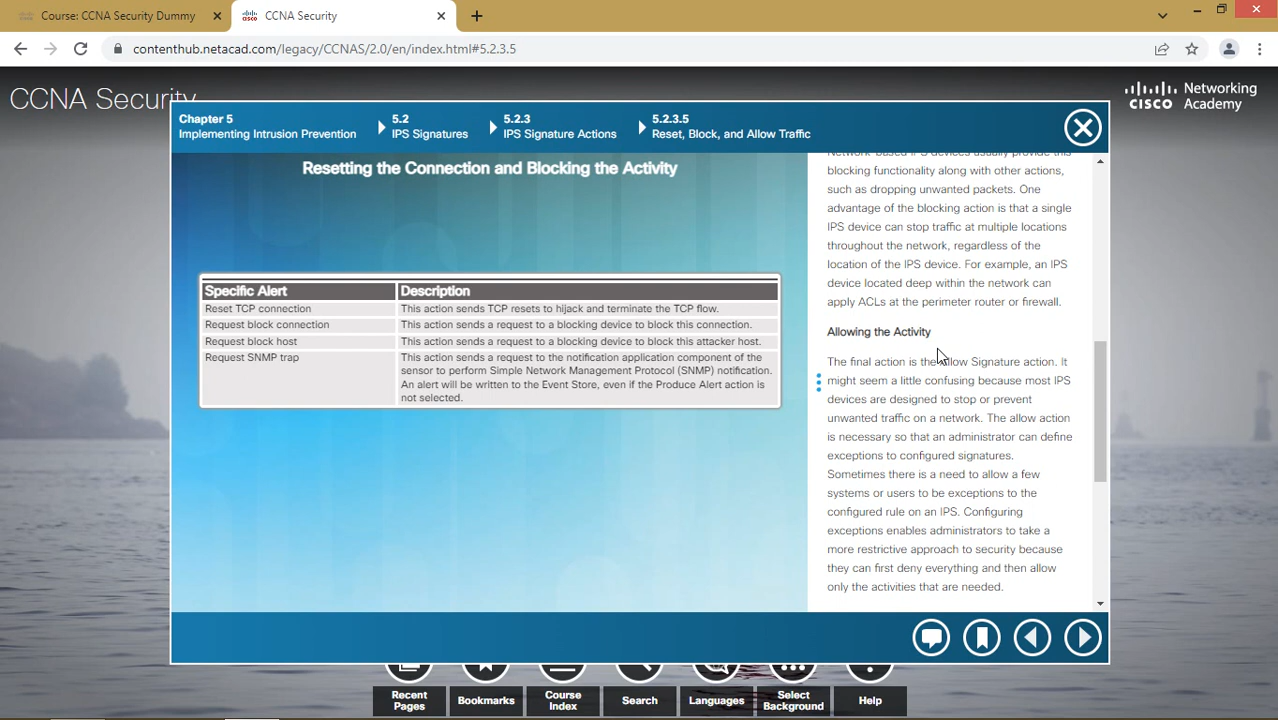 Course: CCNA Security Dummy
CCNA Security
contenthub.netacad.com/legacy/CCNAS/2.0/en/index.html#5.2.3.5
CCNA Security
Networking
CISCO Academy
Chapter 5
Implementing Intrusion Prevention
5.2
IPS Signatures
5.2.3
IPS Signature Actions
5.2.3.5
Reset, Block, and Allow Traffic
Resetting the Connection and Blocking the Activity
Specific Alert Description
Reset TCP connection This action sends TCP resets to hijack and terminate the TCP flow.
Request block connection This action sends a request to a blocking device to block this connection.
Request block host This action sends a request to a blocking device to block this attacker host.
Request SNMP trap This action sends a request to the notification application component of the
sensor to perform Simple Network Management Protocol (SNMP) notification.
An alert will be written to the Event Store, even if the Produce Alert action is
not selected.
Network-based IPS devices usually provide this
blocking functionality along with other actions,
such as dropping unwanted packets. One
advantage of the blocking action is that a single
IPS device can stop traffic at multiple locations
throughout the network, regardless of the
location of the IPS device. For example, an IPS
device located deep within the network can
apply ACLs at the perimeter router or firewall.
Allowing the Activity
The final action is the Allow Signature action. It
might seem a little confusing because most IPS
devices are designed to stop or prevent
unwanted traffic on a network. The allow action
is necessary so that an administrator can define
exceptions to configured signatures.
Sometimes there is a need to allow a few
systems or users to be exceptions to the
configured rule on an IPS. Configuring
exceptions enables administrators to take a
more restrictive approach to security because
they can first deny everything and then allow
only the activities that are needed.
Recent
Pages
Bookmarks
Course
Index
Search
Languages
Select
Background
Help